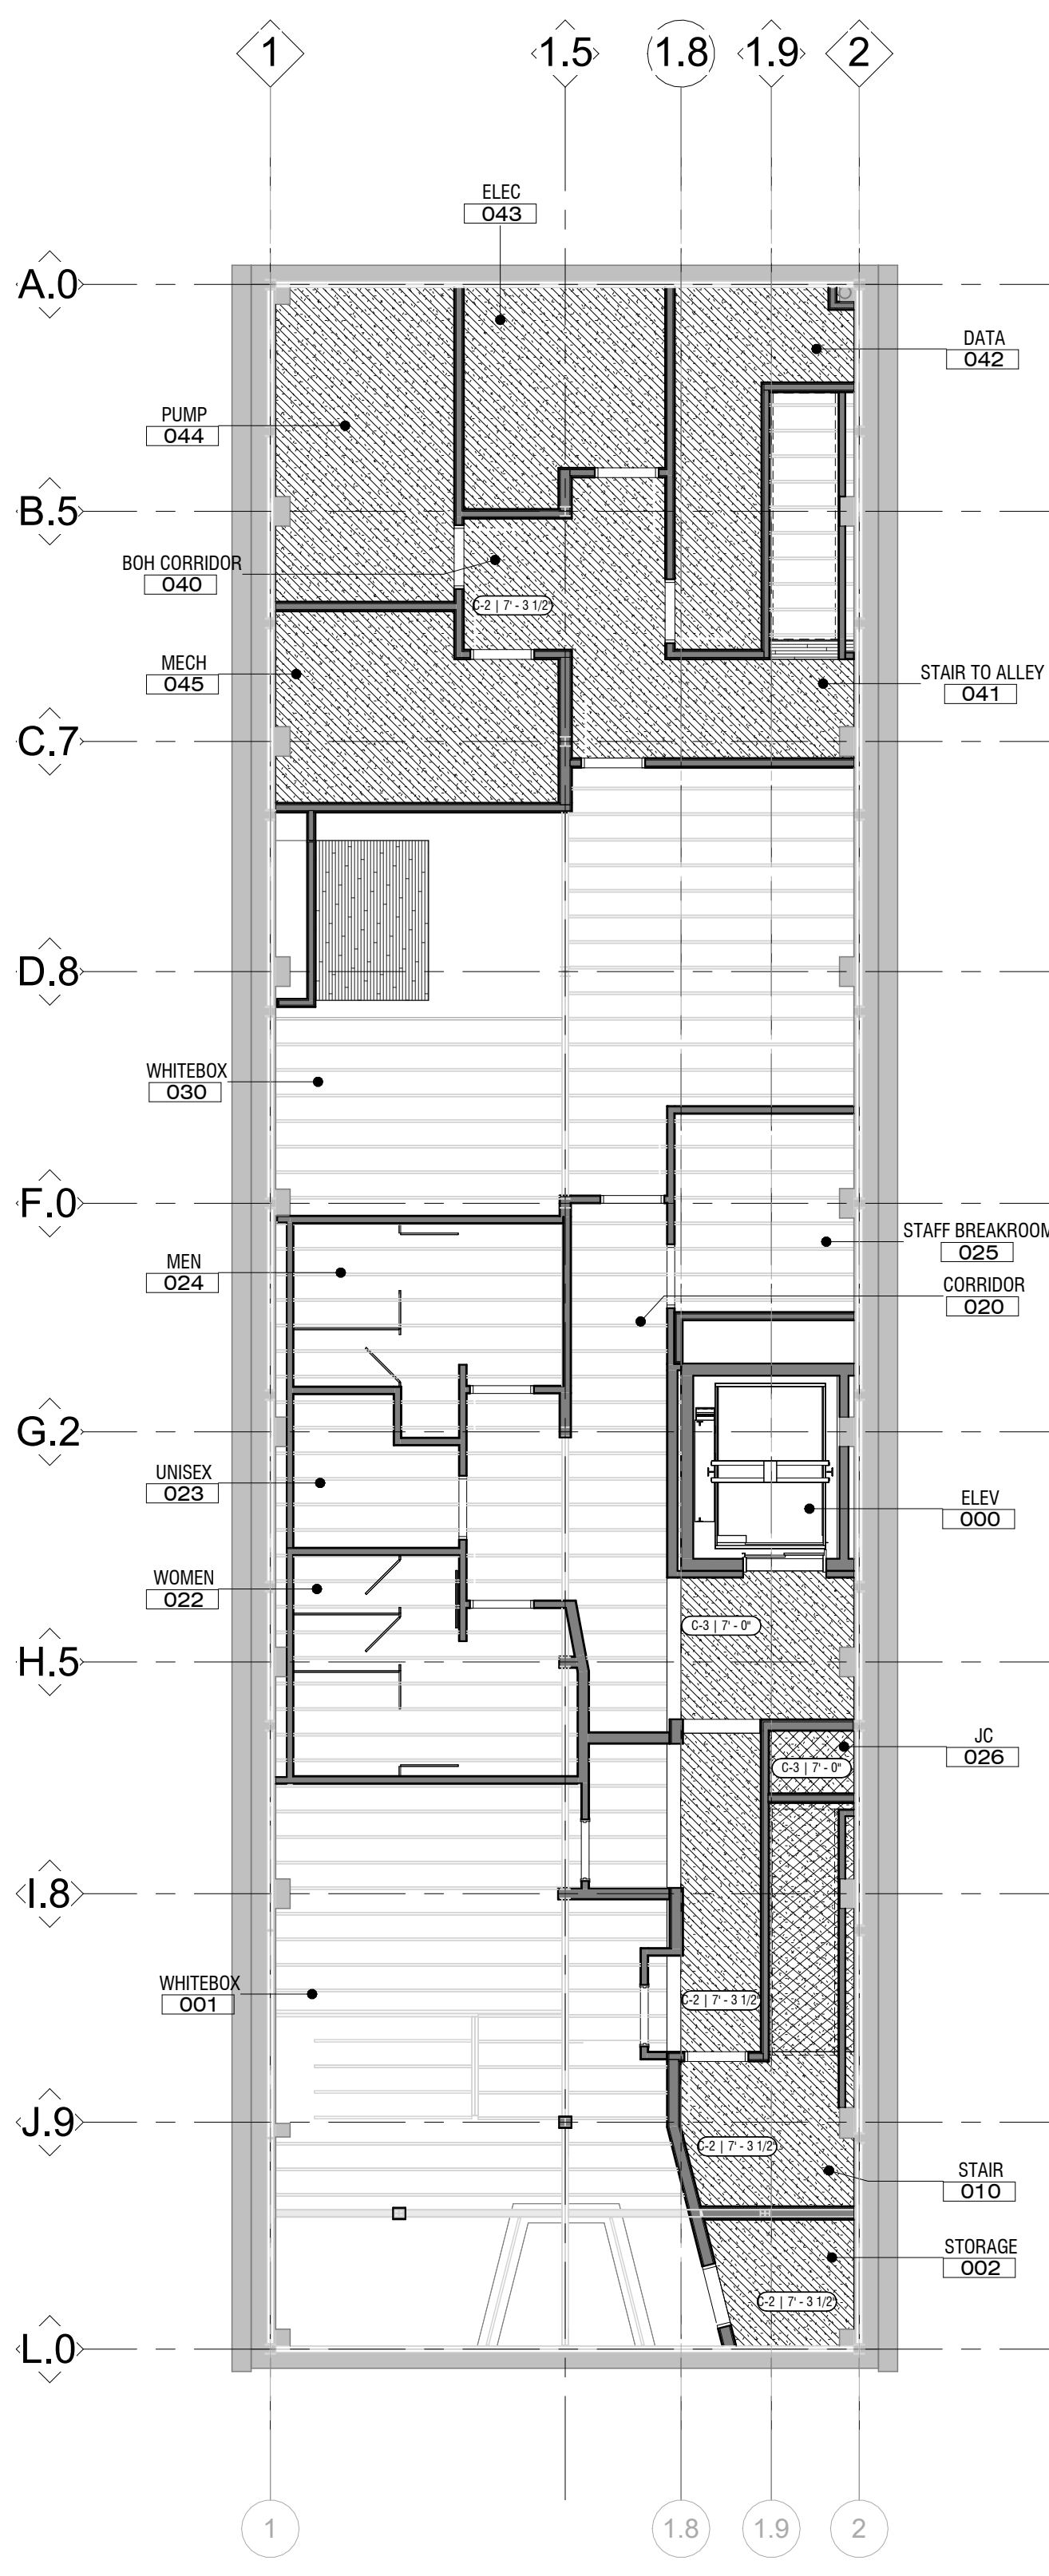 1
1.5
1.8
1.9
2
ELEC
043
A.0
DATA
042
PUMP
044
B.5
BOH CORRIDOR
040
C-2 | 7' - 3 1/2"
MECH
045
STAIR TO ALLEY
041
C.7
D.8
WHITEBOX
030
F.0
STAFF BREAKROOM
025
MEN
024
CORRIDOR
020
G.2
UNISEX
023
ELEV
000
WOMEN
022
C-3 | 7' - 0"
H.5
JC
026
C-3 | 7' - 0"
I.8
WHITEBOX
001
C-2 | 7' - 3 1/2"
J.9
C-2 | 7' - 3 1/2"
STAIR
010
STORAGE
002
C-2 | 7' - 3 1/2"
L.0
1
1.8
1.9
2